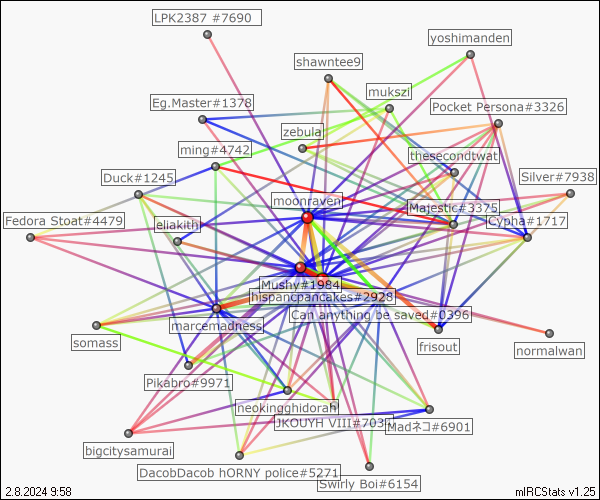 LPK2387 #7690
yoshimanden
shawntee9
mukszi
Eg.Master#1378
Pocket Persona#3326
zebula
ming#4742
thesecondtwat
Duck#1245
Silver#7938
moonraven
Majestic#3375
Fedora Stoat#4479
eliakith
Cypha#1717
Mushy#1984
hispancpancakes#2928
Can anything be saved#0396
marcemadness
somass
frisout
normalwan
Pikabro#9971
neokingghidorah
JKOUYH VIII#703
Madネコ#6901
bigcitysamurai
DacobDacob hORNY police#5271
Swirly Boi#6154
2.8.2024 9:58
mIRCStats v1.25